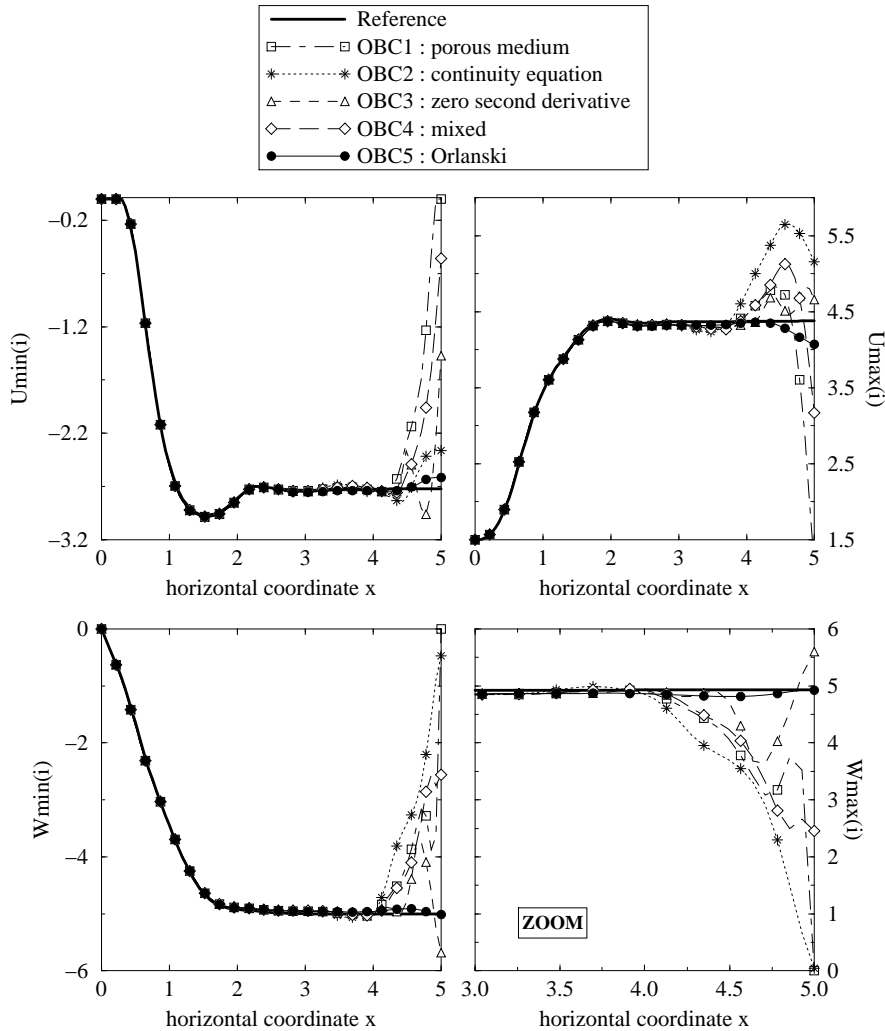 Reference
OBC1 : porous medium
OBC2 : continuity equation
OBC3 : zero second derivative
OBC4 : mixed
OBC5 : Orlanski
−0.2
−1.2
−2.2
−3.2
Umin(i)
0 1 2 3 4 5
horizontal coordinate x
5.5
4.5
3.5
2.5
1.5
Umax(i)
0 1 2 3 4 5
horizontal coordinate x
0
−2
−4
−6
Wmin(i)
0 1 2 3 4 5
horizontal coordinate x
6
5
4
3
2
1
0
Wmax(i)
ZOOM
3.0 3.5 4.0 4.5 5.0
horizontal coordinate x